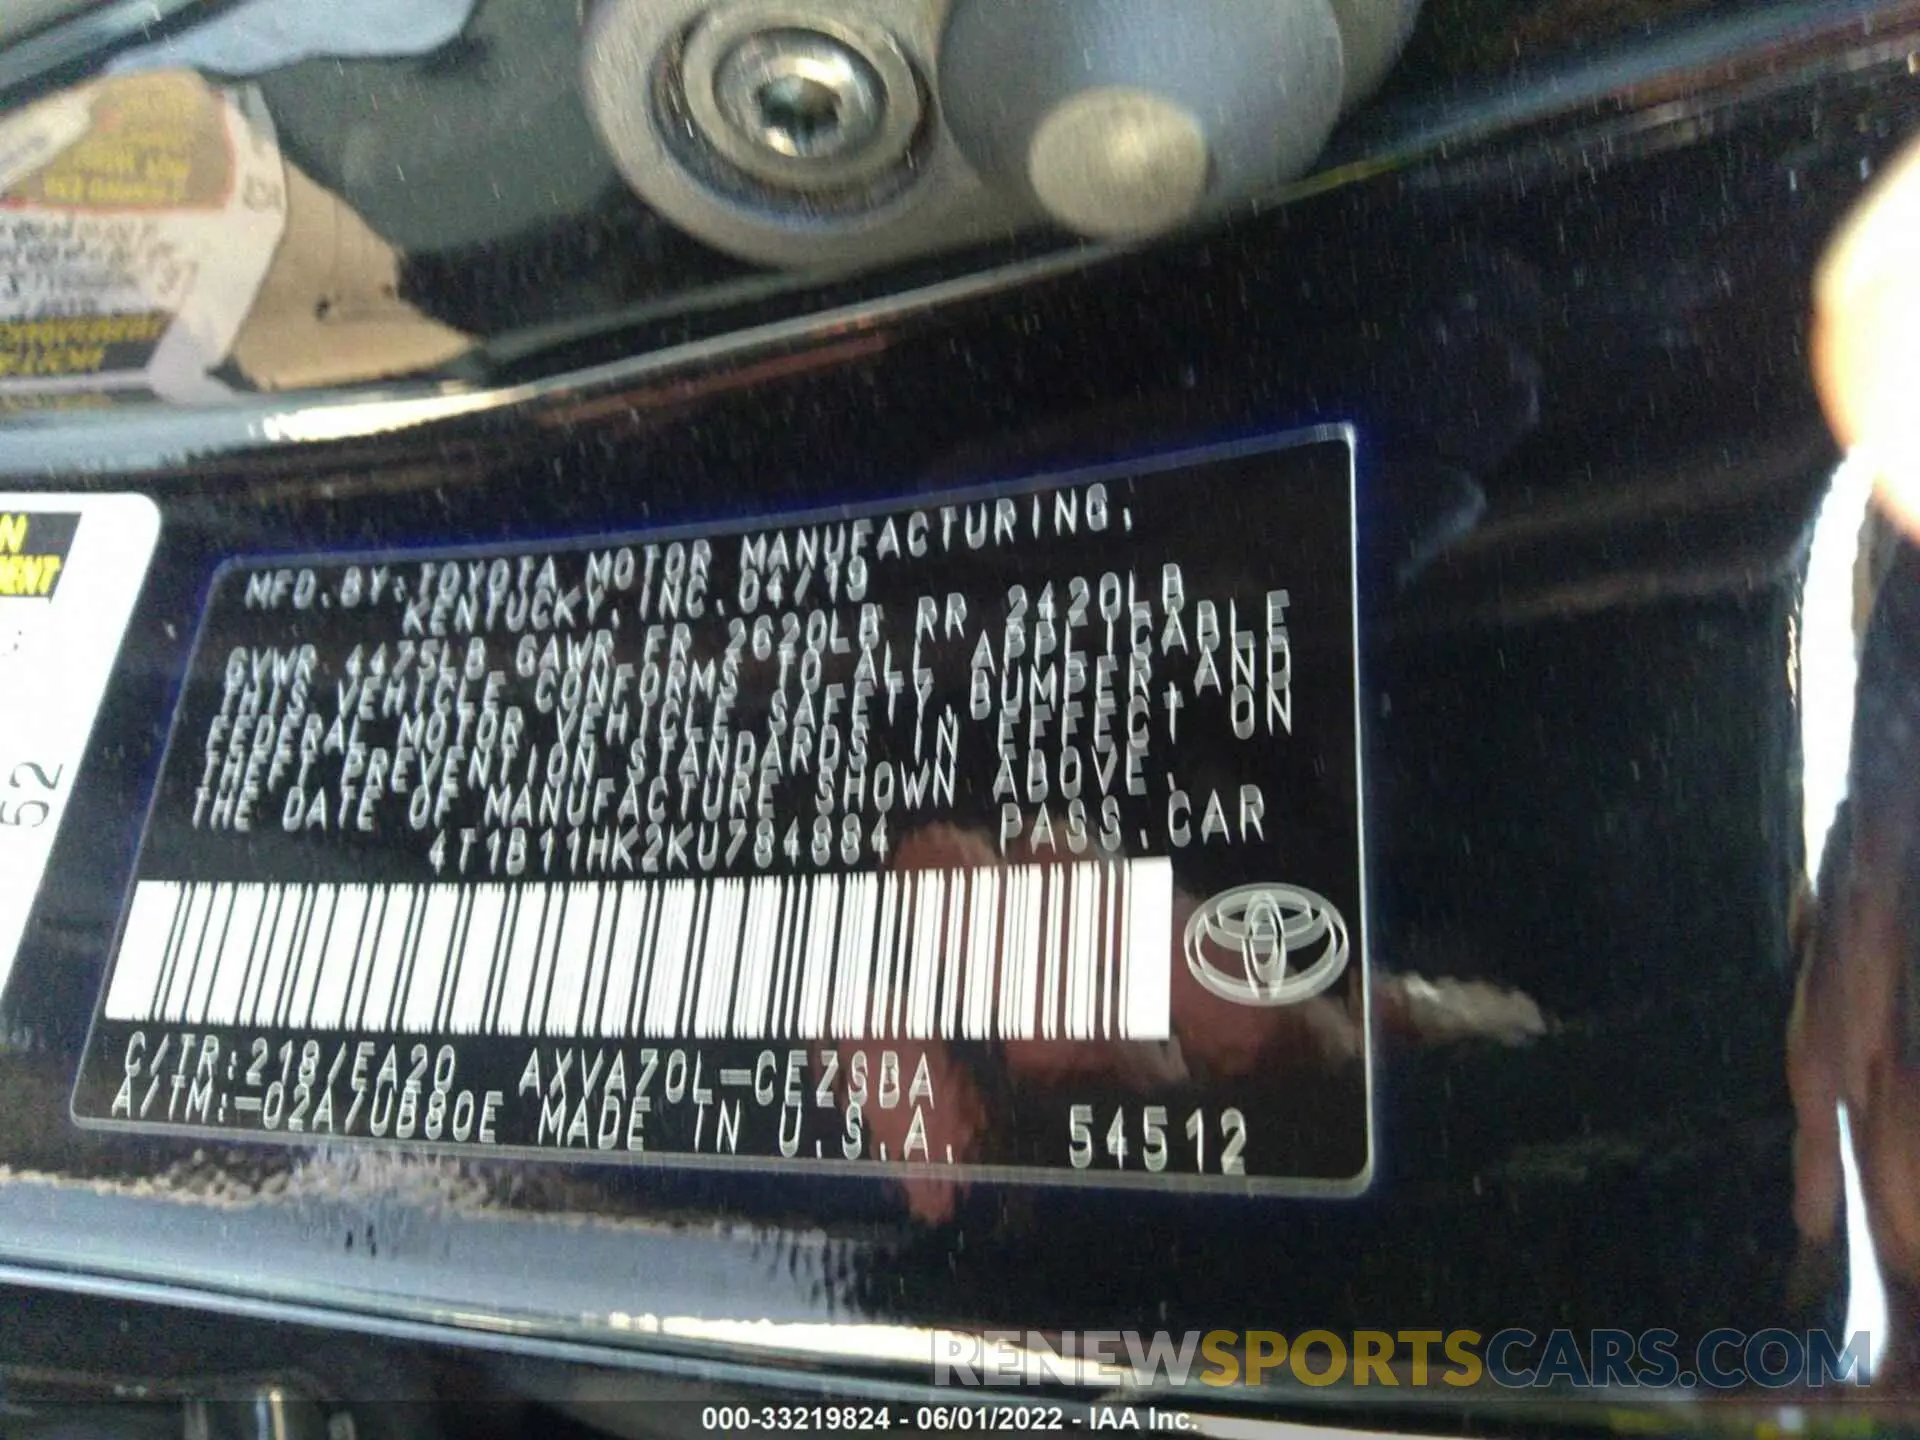 N
DENT
52
MFD.BY:TOYOTA MOTOR MANUFACTURING,
KENTUCKY, INC. 04/19
GVWR 4475LB GAWR FR 2620LB RR 2420LB
THIS VEHICLE CONFORMS TO ALL APPLICABLE
FEDERAL MOTOR VEHICLE SAFETY, BUMPER, AND
THEFT PREVENTION STANDARDS IN EFFECT ON
THE DATE OF MANUFACTURE SHOWN ABOVE.
4T1B11HK2KU784884 PASS.CAR
C/TR:218/EA20 AXVA70L-CEZSBA
A/TM:-02A/UB80E MADE IN U.S.A. 54512
RENEWSPORTSCARS.COM
000-33219824 - 06/01/2022 - IAA Inc.